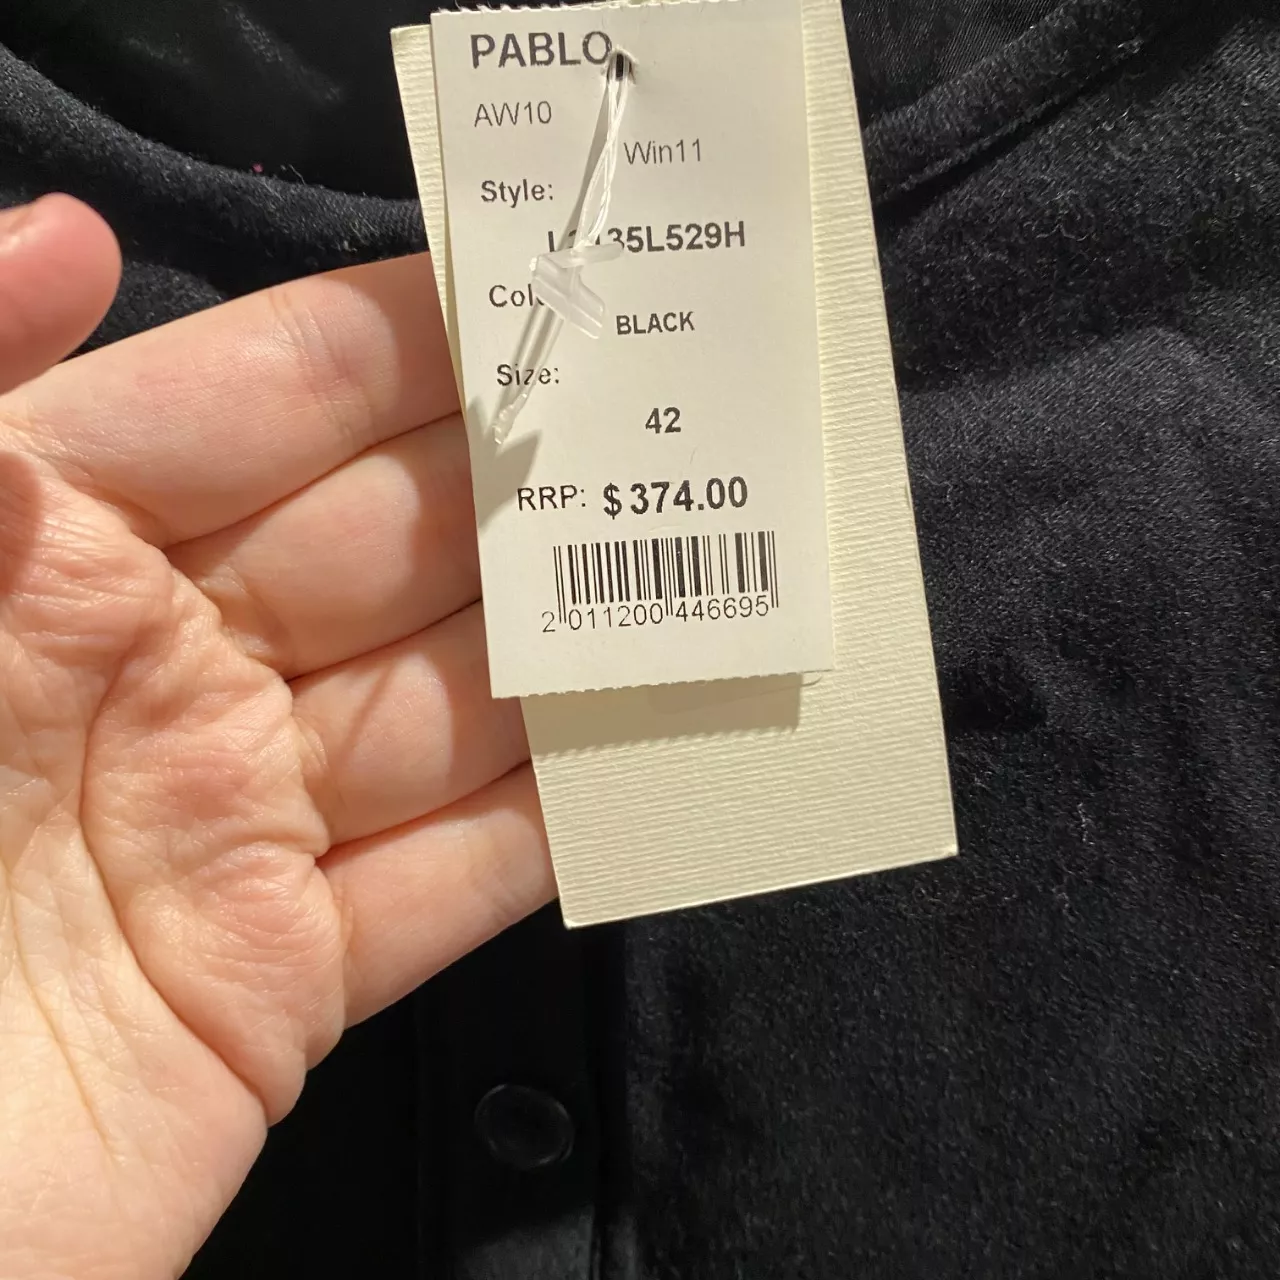 PABLO
AW10
Win11
Style:
BLACK
Size:
42
RRP: $374.00
2 011200 446695